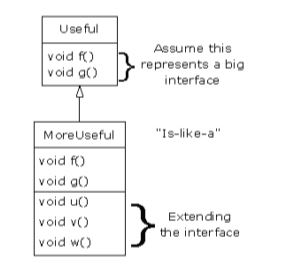 Useful
void f()
void g()
Assume this
represents a big
interface
MoreUseful
"Is-like-a"
void f()
void g()
void u()
void v()
void w()
Extending
the interface